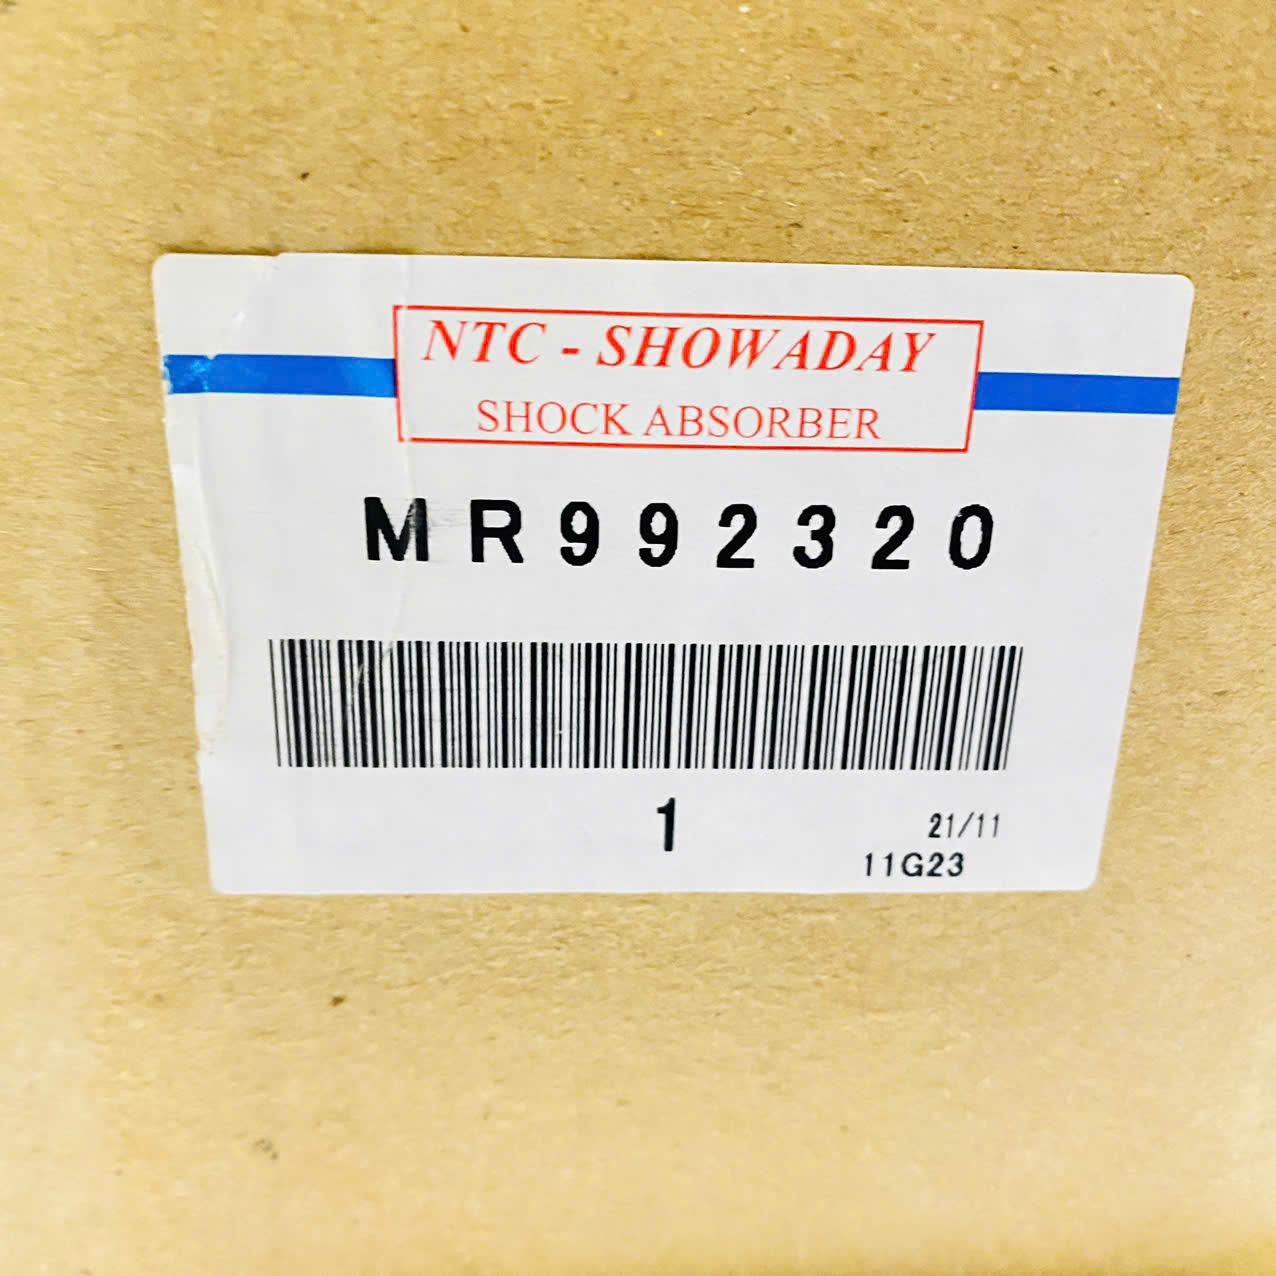 NTC - SHOWADAY
SHOCK ABSORBER
MR992320
1
21/11
11G23